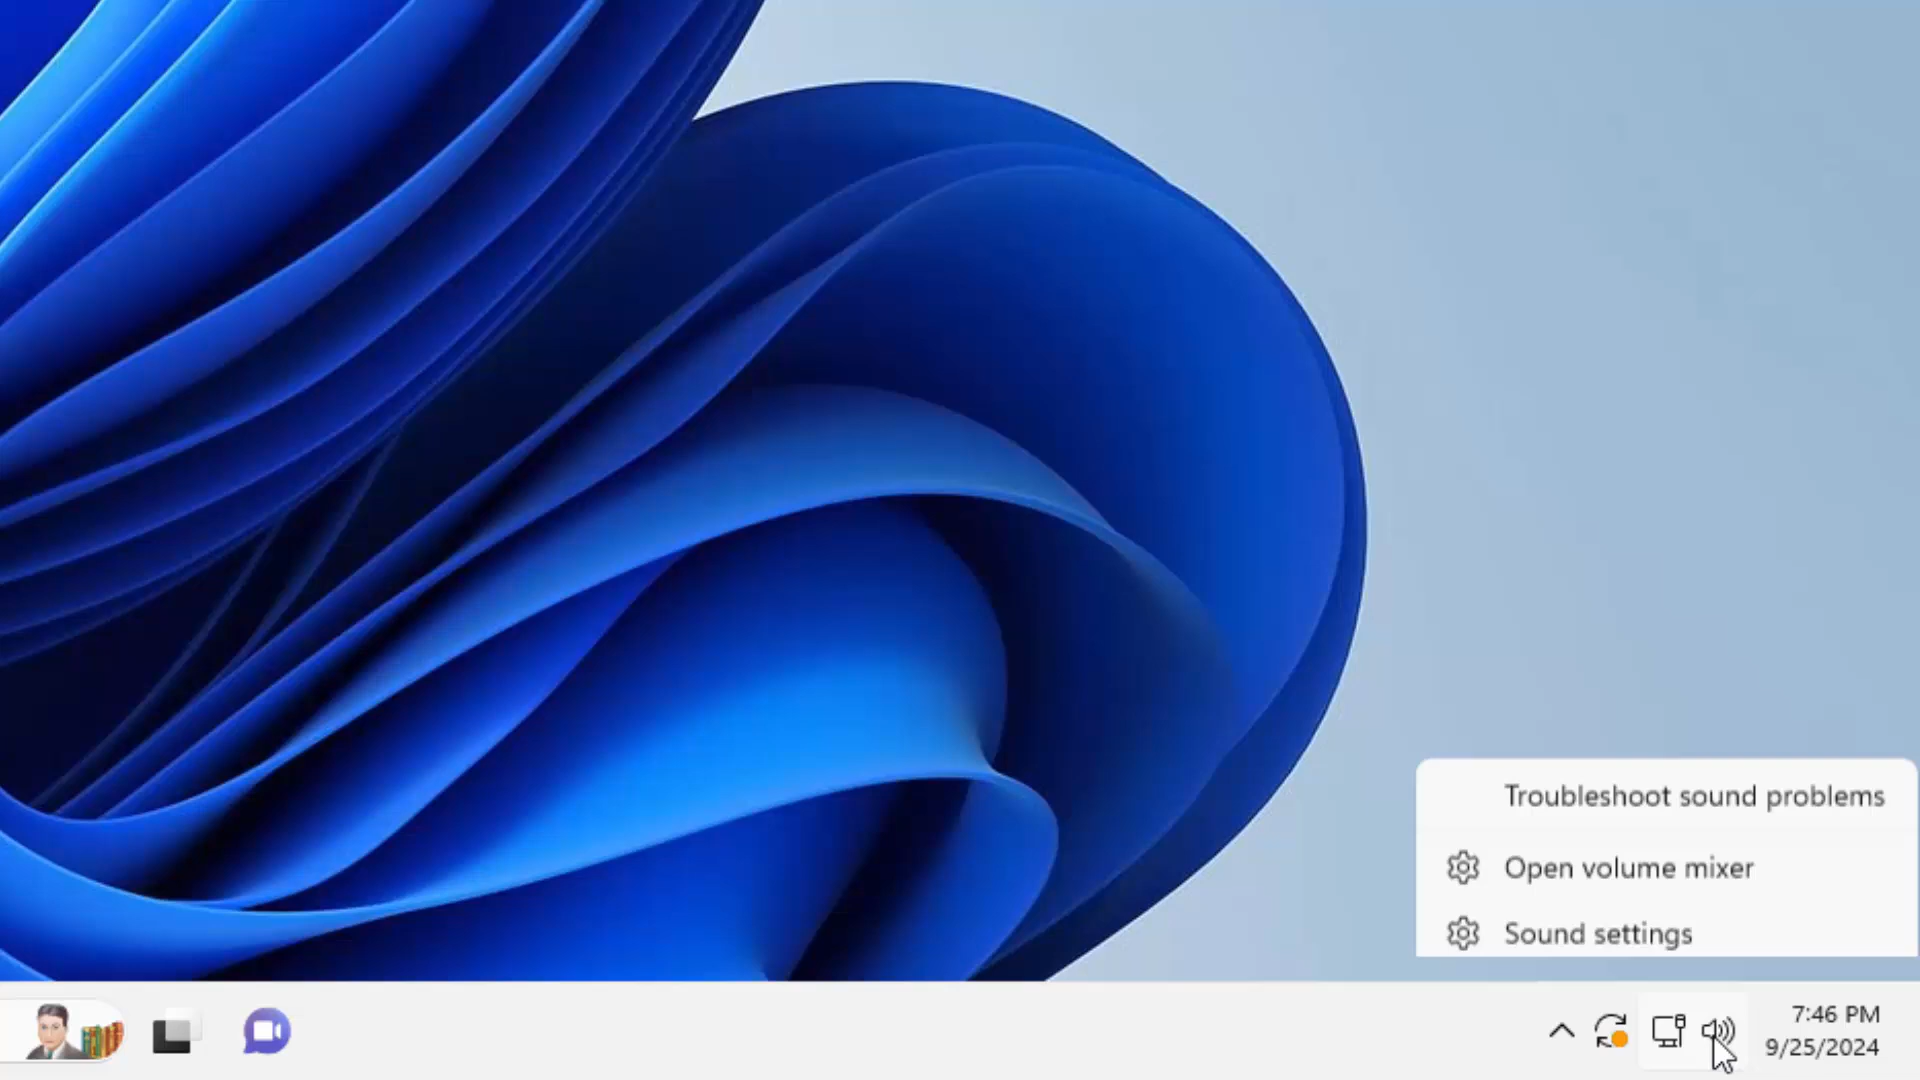 Troubleshoot sound problems
Open volume mixer
Sound settings
7:46 PM
9/25/2024